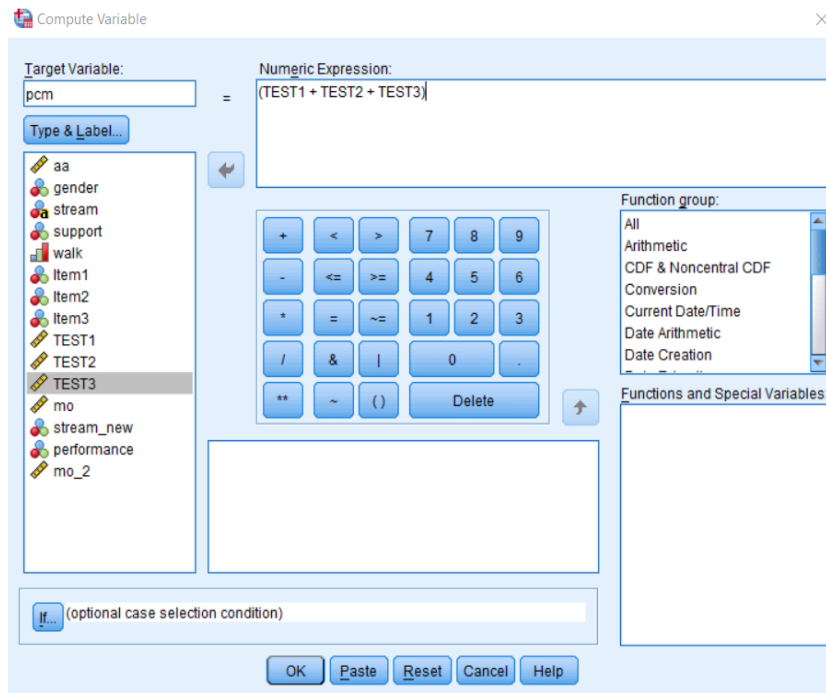 Compute Variable
Target Variable:
pcm
=
Numeric Expression:
(TEST1 + TEST2 + TEST3)
Type & Label...
aa
gender
stream
support
walk
Item1
Item2
Item3
TEST1
TEST2
TEST3
mo
stream_new
performance
mo_2
+ < > 7 8 9
- <= >= 4 5 6
* = ~= 1 2 3
/ & | 0 .
** ~ ( ) Delete
Function group:
All
Arithmetic
CDF & Noncentral CDF
Conversion
Current Date/Time
Date Arithmetic
Date Creation
Functions and Special Variables:
If... (optional case selection condition)
OK Paste Reset Cancel Help